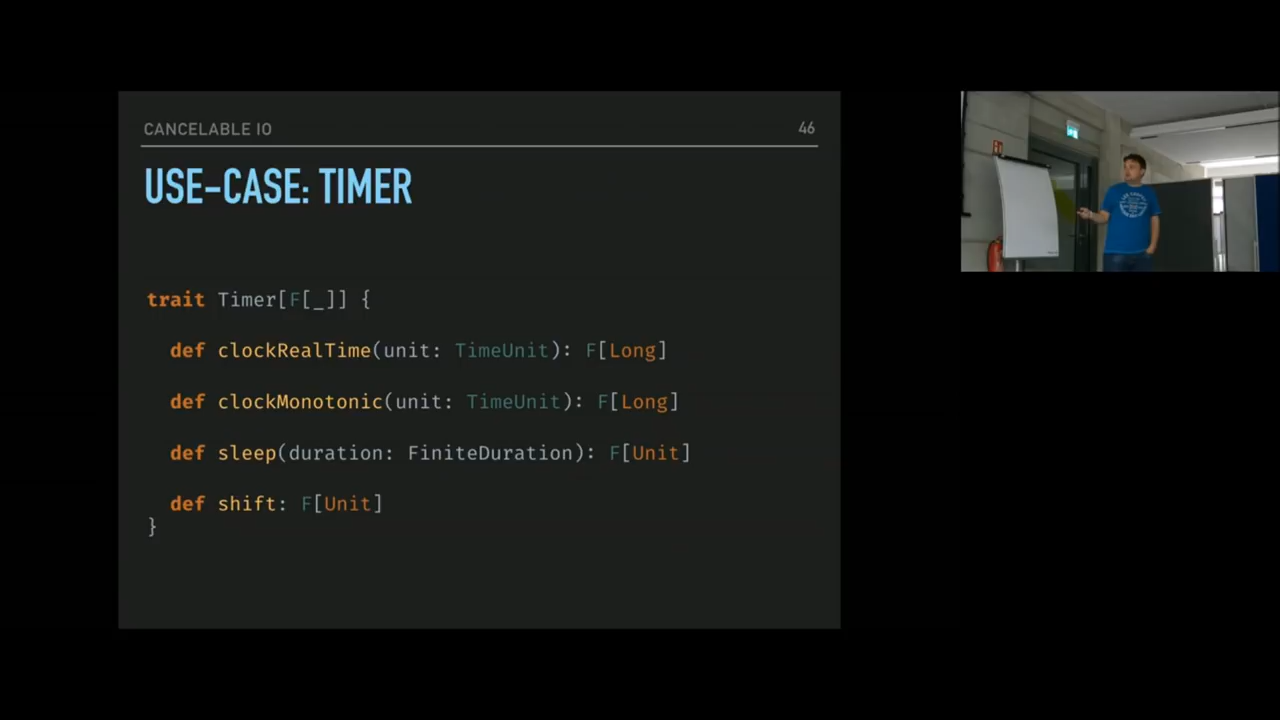 CANCELABLE IO
46
USE-CASE: TIMER
trait Timer[F[_]] {
def clockRealTime(unit: TimeUnit): F[Long]
def clockMonotonic(unit: TimeUnit): F[Long]
def sleep(duration: FiniteDuration): F[Unit]
def shift: F[Unit]
}